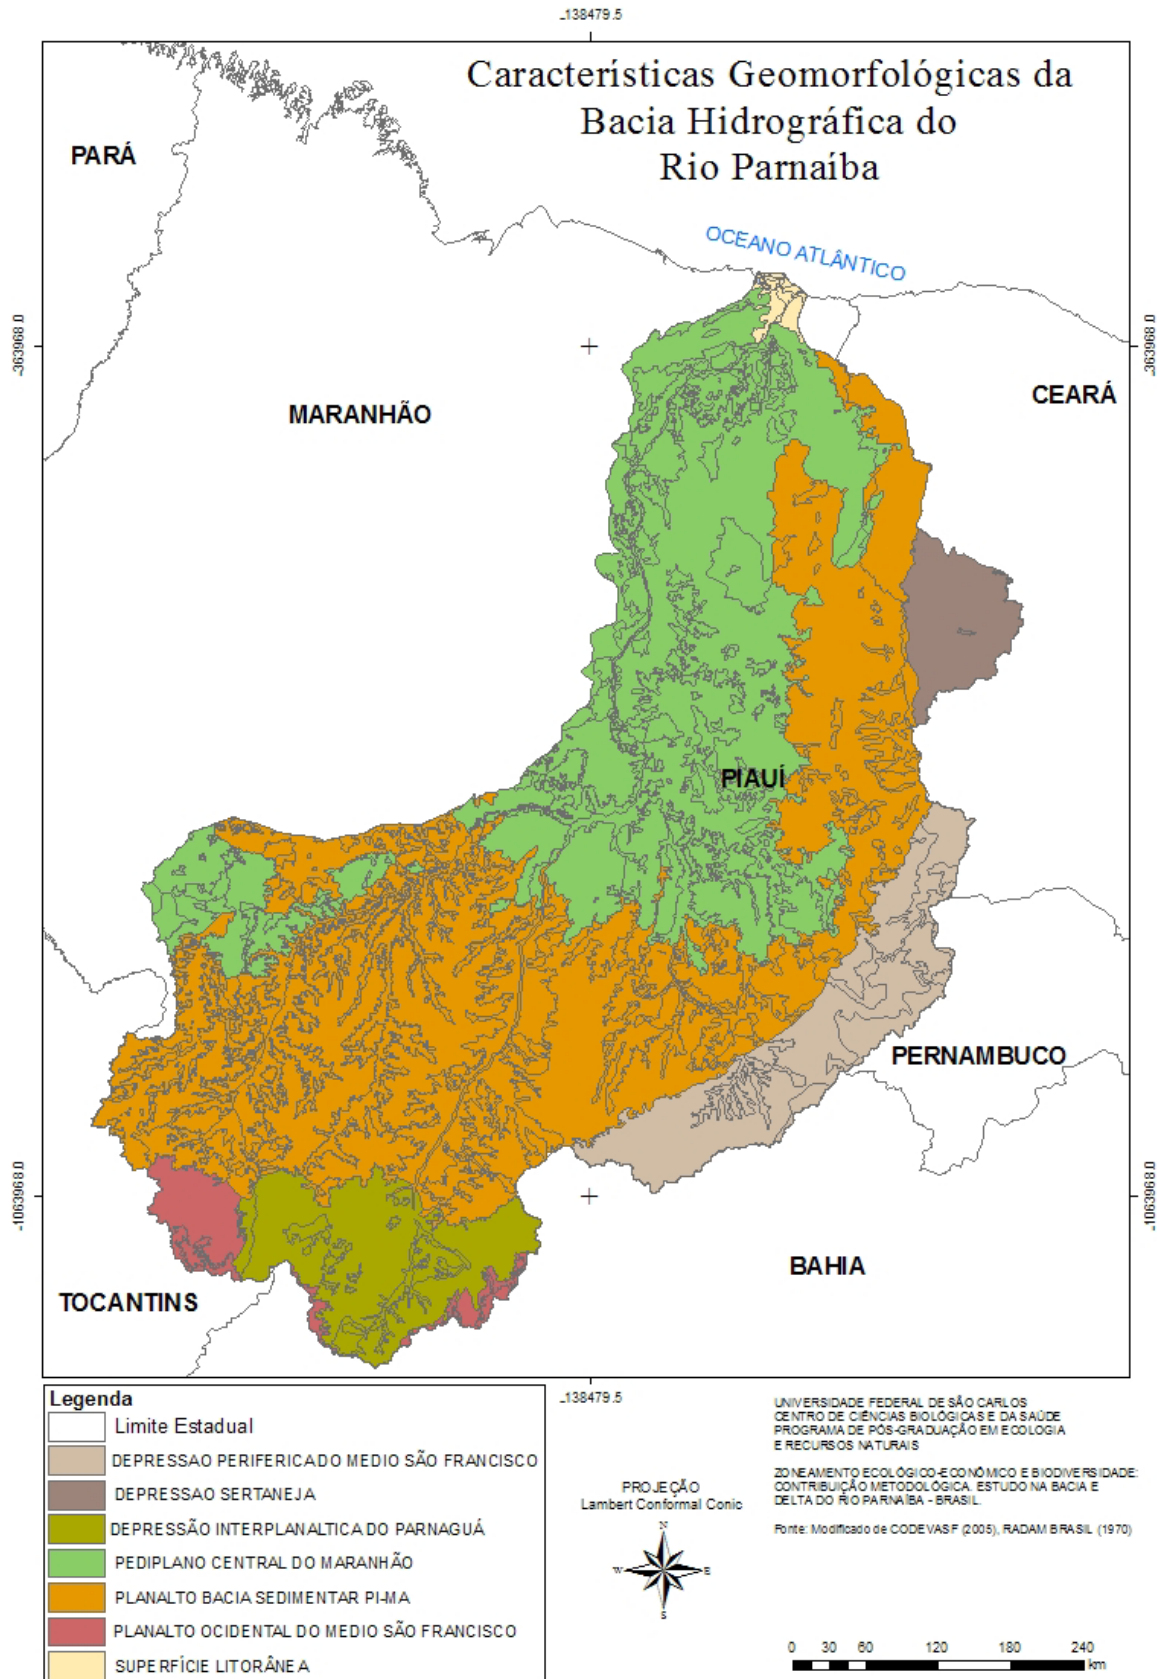 -138479.5
Características Geomorfológicas da
Bacia Hidrográfica do
Rio Parnaíba
PARÁ
OCEANO ATLÂNTICO
-363968.0
-363968.0
CEARÁ
MARANHÃO
PIAUÍ
PERNAMBUCO
-1063968.0
-1063968.0
BAHIA
TOCANTINS
-138479.5
Legenda
Limite Estadual
DEPRESSAO PERIFERICA DO MEDIO SÃO FRANCISCO
DEPRESSAO SERTANEJA
DEPRESSÃO INTERPLANALTICA DO PARNAGUÁ
PEDIPLANO CENTRAL DO MARANHÃO
PLANALTO BACIA SEDIMENTAR PI-MA
PLANALTO OCIDENTAL DO MEDIO SÃO FRANCISCO
SUPERFÍCIE LITORÂNEA
PROJEÇÃO
Lambert Conformal Conic
N
W E
S
UNIVERSIDADE FEDERAL DE SÃO CARLOS
CENTRO DE CIÊNCIAS BIOLÓGICAS E DA SAÚDE
PROGRAMA DE PÓS-GRADUAÇÃO EM ECOLOGIA
E RECURSOS NATURAIS
ZONEAMENTO ECOLÓGICO-ECONÔMICO E BIODIVERSIDADE:
CONTRIBUIÇÃO METODOLÓGICA. ESTUDO NA BACIA E
DELTA DO RIO PARNAÍBA - BRASIL.
Fonte: Modificado de CODEVASF (2005), RADAM BRASIL (1970)
0 30 60 120 180 240
km